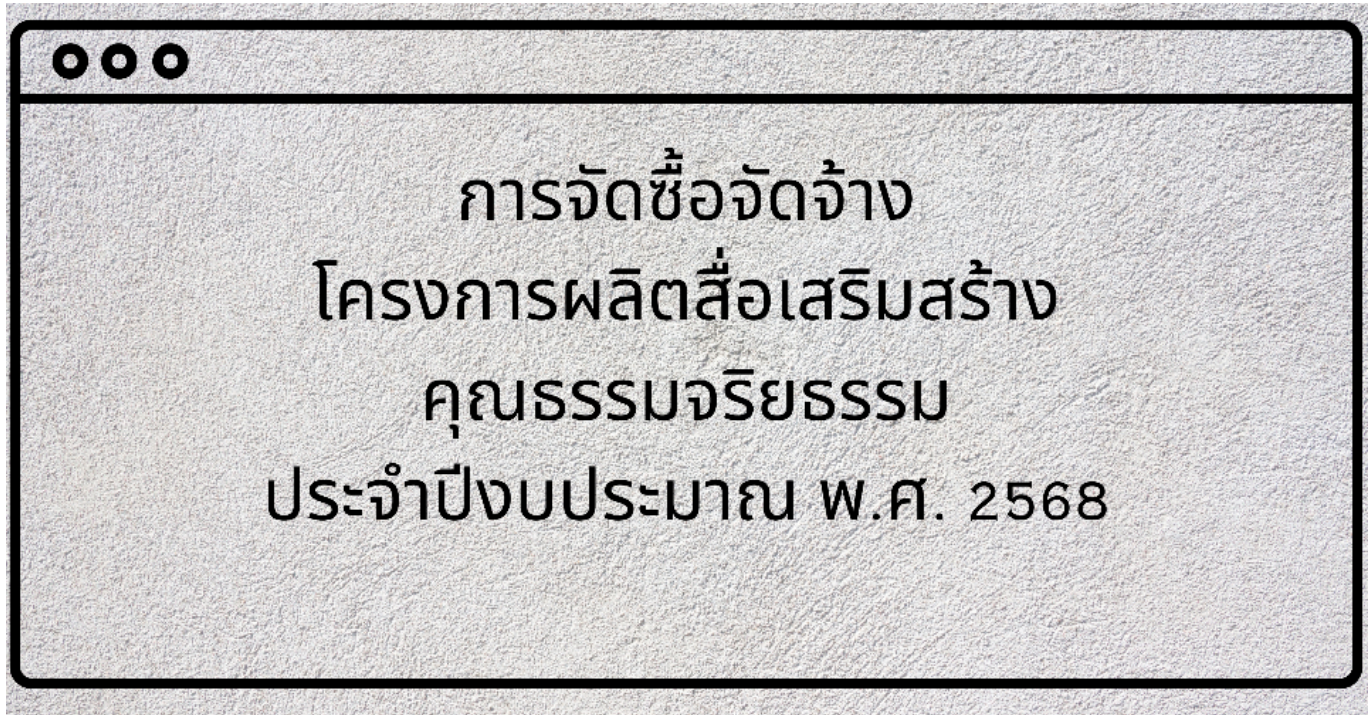 การจัดซื้อจัดจ้าง
โครงการผลิตสื่อเสริมสร้าง
คุณธรรมจริยธรรม
ประจำปีงบประมาณ พ.ศ. 2568